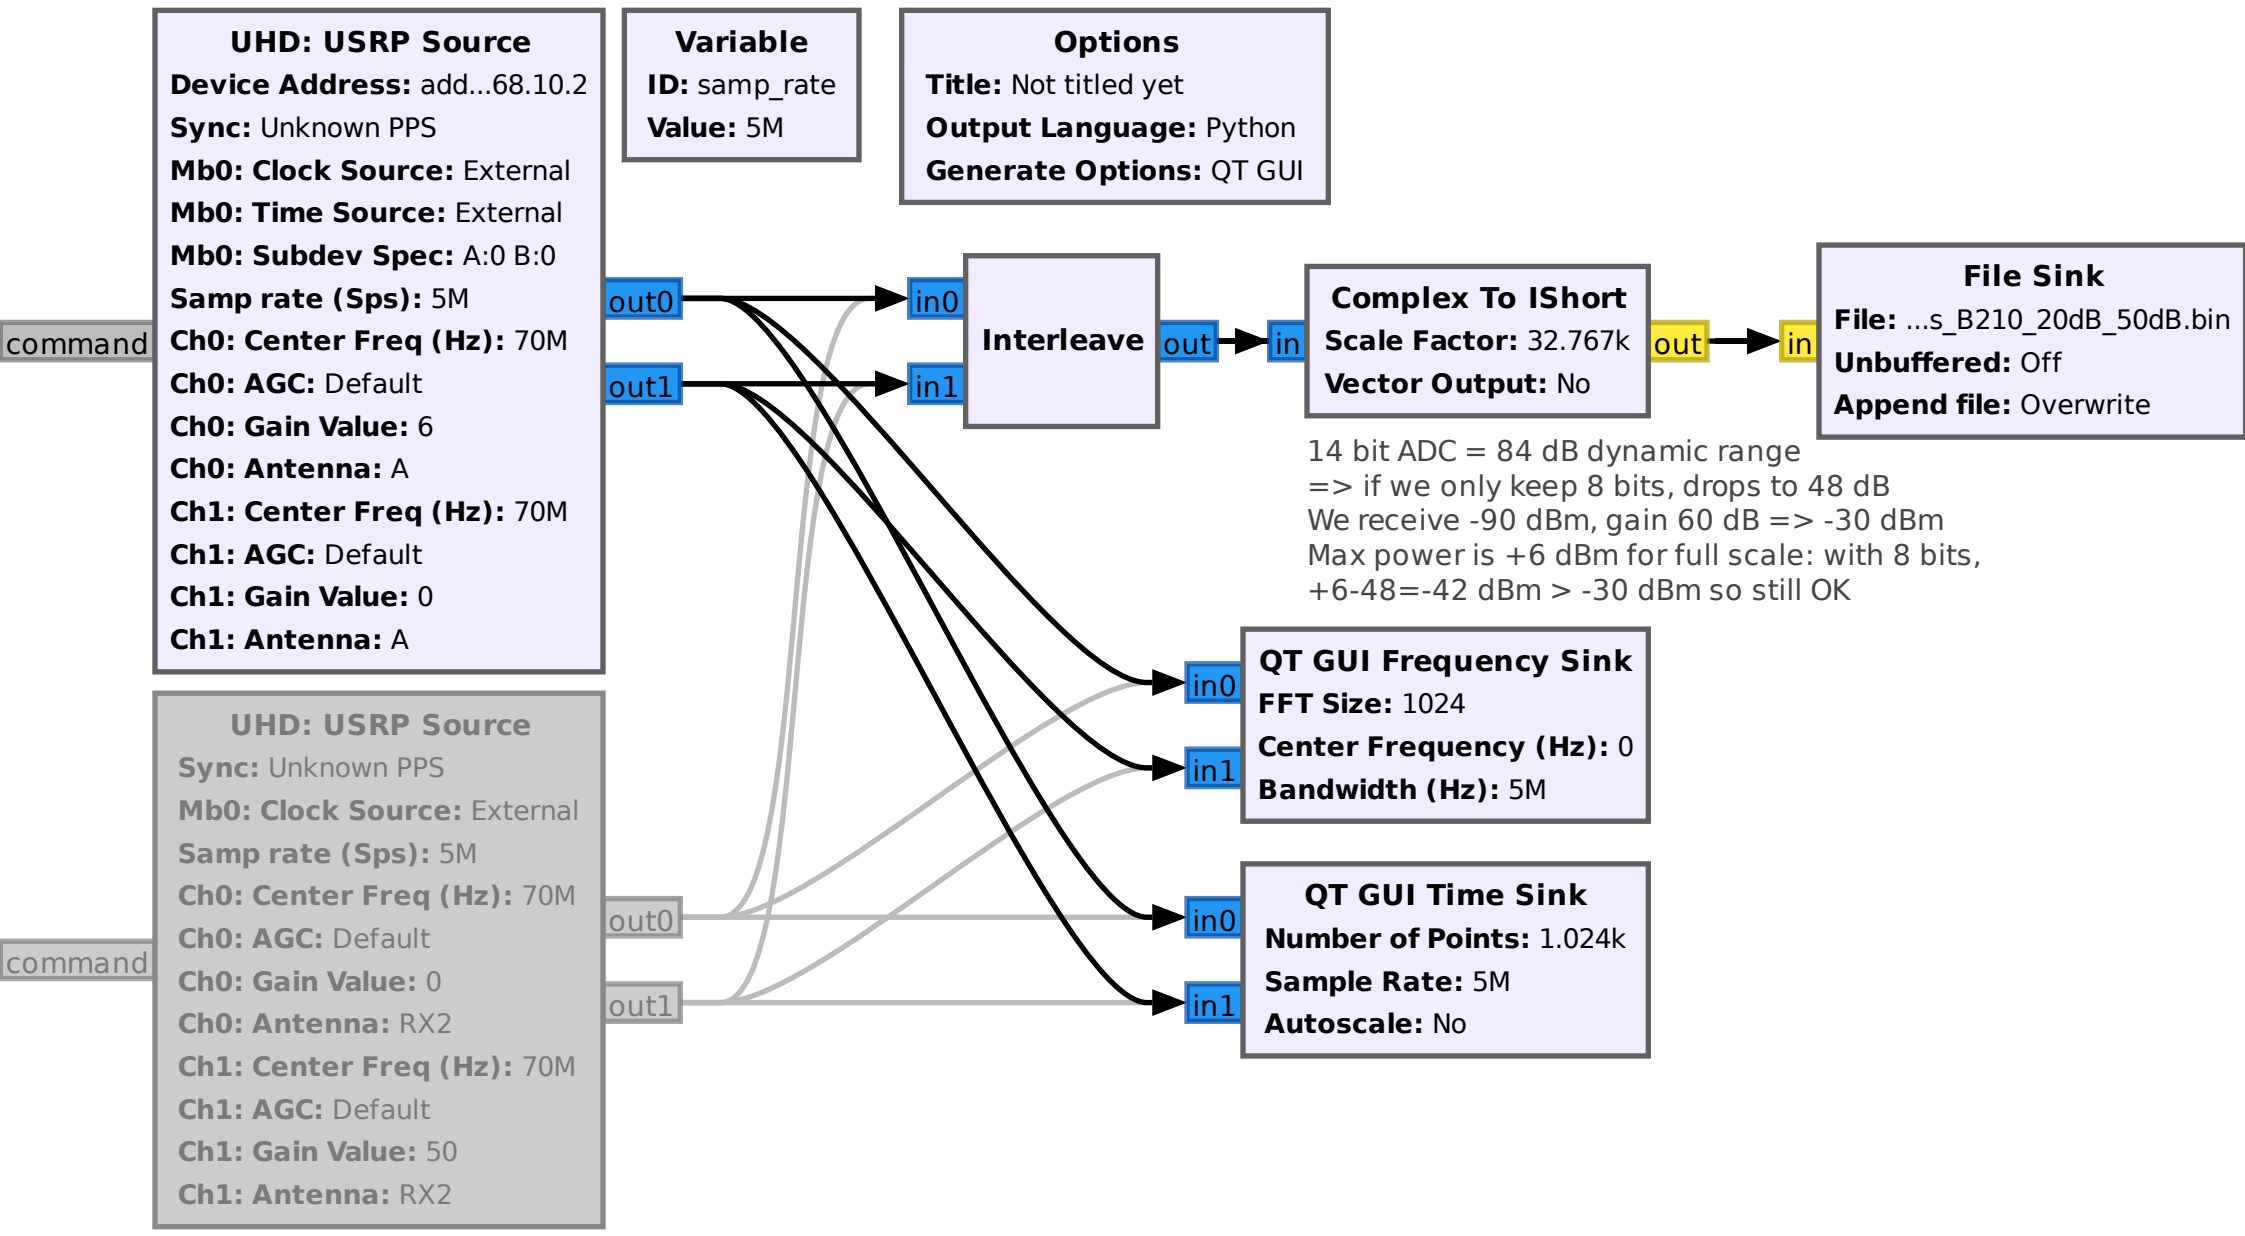 UHD: USRP Source
Device Address: add...68.10.2
Sync: Unknown PPS
Mb0: Clock Source: External
Mb0: Time Source: External
Mb0: Subdev Spec: A:0 B:0
Samp rate (Sps): 5M
Ch0: Center Freq (Hz): 70M
Ch0: AGC: Default
Ch0: Gain Value: 6
Ch0: Antenna: A
Ch1: Center Freq (Hz): 70M
Ch1: AGC: Default
Ch1: Gain Value: 0
Ch1: Antenna: A
command
out0
out1
Variable
ID: samp_rate
Value: 5M
Options
Title: Not titled yet
Output Language: Python
Generate Options: QT GUI
in0
in1
Interleave
out
in
Complex To IShort
Scale Factor: 32.767k
Vector Output: No
out
in
File Sink
File: ...s_B210_20dB_50dB.bin
Unbuffered: Off
Append file: Overwrite
14 bit ADC = 84 dB dynamic range
=> if we only keep 8 bits, drops to 48 dB
We receive -90 dBm, gain 60 dB => -30 dBm
Max power is +6 dBm for full scale: with 8 bits,
+6-48=-42 dBm > -30 dBm so still OK
in0
in1
QT GUI Frequency Sink
FFT Size: 1024
Center Frequency (Hz): 0
Bandwidth (Hz): 5M
in0
in1
QT GUI Time Sink
Number of Points: 1.024k
Sample Rate: 5M
Autoscale: No
UHD: USRP Source
Sync: Unknown PPS
Mb0: Clock Source: External
Samp rate (Sps): 5M
Ch0: Center Freq (Hz): 70M
Ch0: AGC: Default
Ch0: Gain Value: 0
Ch0: Antenna: RX2
Ch1: Center Freq (Hz): 70M
Ch1: AGC: Default
Ch1: Gain Value: 50
Ch1: Antenna: RX2
command
out0
out1